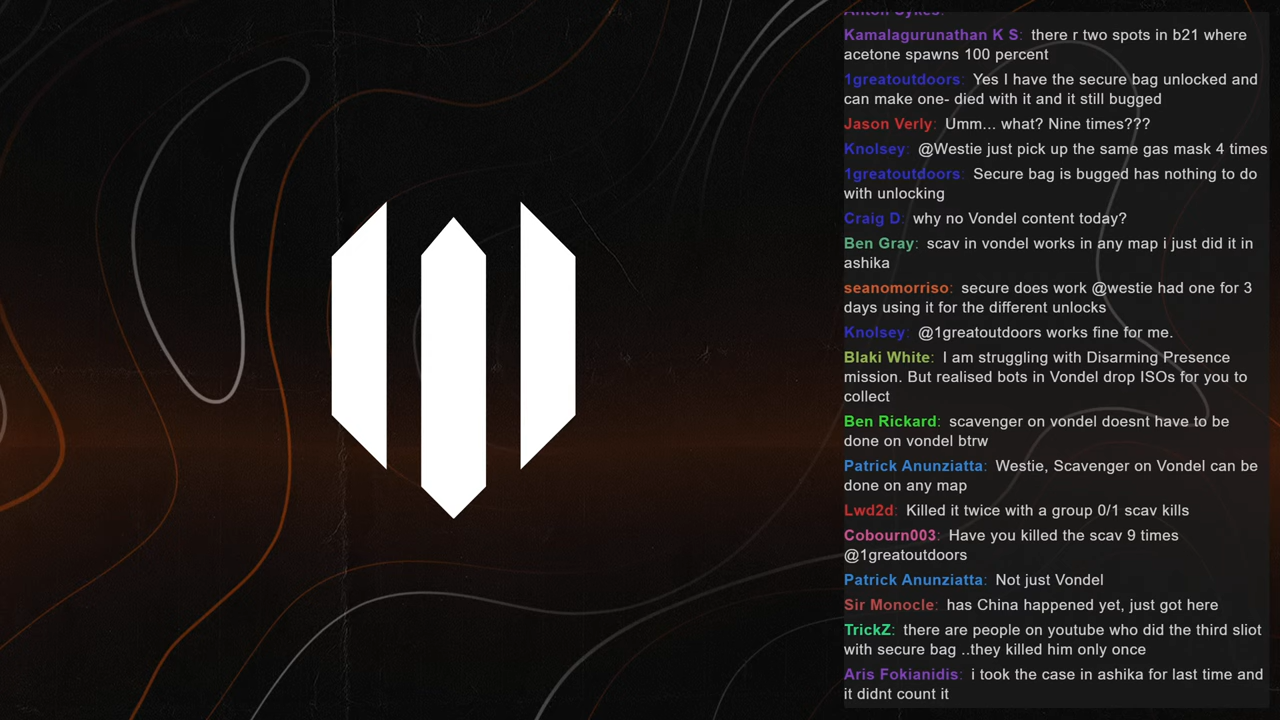 Anton Sykes:
Kamalagurunathan K S: there r two spots in b21 where
acetone spawns 100 percent
1greatoutdoors: Yes I have the secure bag unlocked and
can make one- died with it and it still bugged
Jason Verly: Umm... what? Nine times???
Knolsey: @Westie just pick up the same gas mask 4 times
1greatoutdoors: Secure bag is bugged has nothing to do
with unlocking
Craig D: why no Vondel content today?
Ben Gray: scav in vondel works in any map i just did it in
ashika
seanomorriso: secure does work @westie had one for 3
days using it for the different unlocks
Knolsey: @1greatoutdoors works fine for me.
Blaki White: I am struggling with Disarming Presence
mission. But realised bots in Vondel drop ISOs for you to
collect
Ben Rickard: scavenger on vondel doesnt have to be
done on vondel btrw
Patrick Anunziatta: Westie, Scavenger on Vondel can be
done on any map
Lwd2d: Killed it twice with a group 0/1 scav kills
Cobourn003: Have you killed the scav 9 times
@1greatoutdoors
Patrick Anunziatta: Not just Vondel
Sir Monocle: has China happened yet, just got here
TrickZ: there are people on youtube who did the third sliot
with secure bag ..they killed him only once
Aris Fokianidis: i took the case in ashika for last time and
it didnt count it